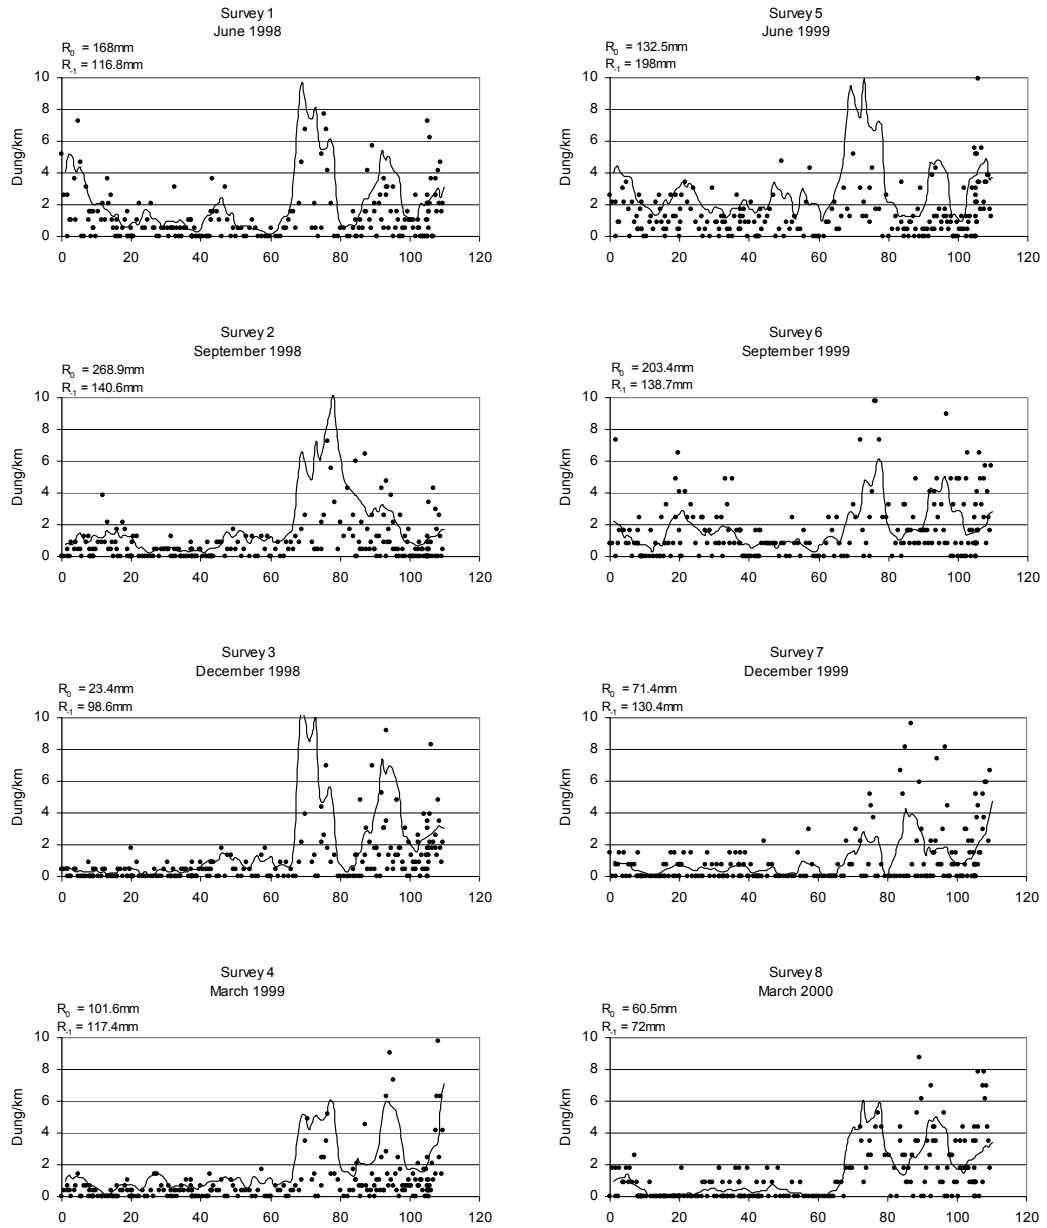 Survey 1
June 1998
R0 = 168mm
R-1 = 116.8mm
Dung/km
10
8
6
4
2
0
0 20 40 60 80 100 120
Survey 5
June 1999
R0 = 132.5mm
R-1 = 198mm
Dung/km
10
8
6
4
2
0
0 20 40 60 80 100 120
Survey 2
September 1998
R0 = 268.9mm
R-1 = 140.6mm
Dung/km
10
8
6
4
2
0
0 20 40 60 80 100 120
Survey 6
September 1999
R0 = 203.4mm
R-1 = 138.7mm
Dung/km
10
8
6
4
2
0
0 20 40 60 80 100 120
Survey 3
December 1998
R0 = 23.4mm
R-1 = 98.6mm
Dung/km
10
8
6
4
2
0
0 20 40 60 80 100 120
Survey 7
December 1999
R0 = 71.4mm
R-1 = 130.4mm
Dung/km
10
8
6
4
2
0
0 20 40 60 80 100 120
Survey 4
March 1999
R0 = 101.6mm
R-1 = 117.4mm
Dung/km
10
8
6
4
2
0
0 20 40 60 80 100 120
Survey 8
March 2000
R0 = 60.5mm
R-1 = 72mm
Dung/km
10
8
6
4
2
0
0 20 40 60 80 100 120